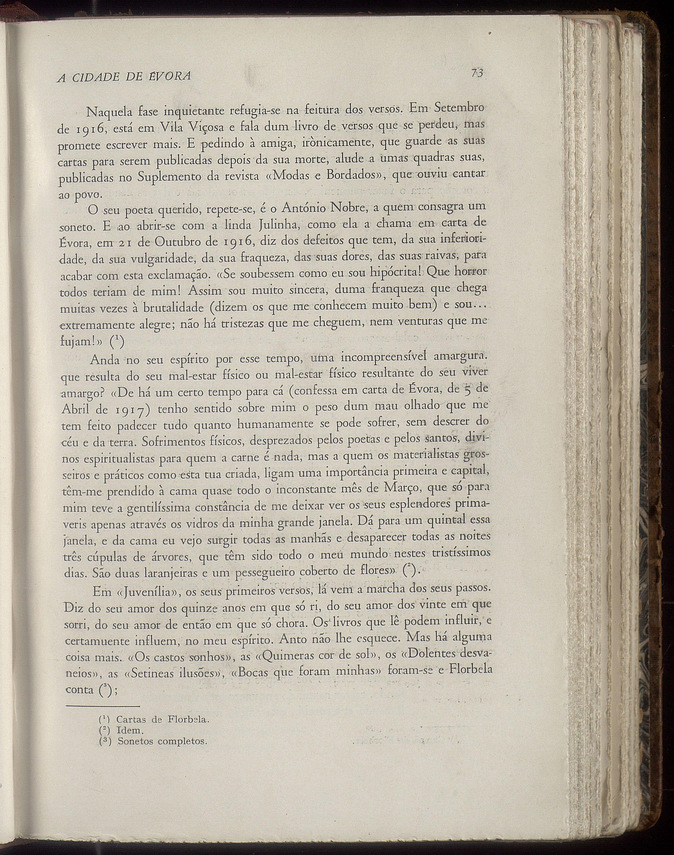 A CIDADE DE ÉVORA
73
Naquela fase inquietante refugia-se na feitura dos versos. Em Setembro
de 1916, está em Vila Viçosa e fala dum livro de versos que se perdeu, mas
promete escrever mais. E pedindo à amiga, irònicamente, que guarde as suas
cartas para serem publicadas depois da sua morte, alude a umas quadras suas,
publicadas no Suplemento da revista «Modas e Bordados», que ouviu cantar
ao povo.
O seu poeta querido, repete-se, é o António Nobre, a quem consagra um
soneto. E ao abrir-se com a linda Julinha, como ela a chama em carta de
Évora, em 21 de Outubro de 1916, diz dos defeitos que tem, da sua inferiori-
dade, da sua vulgaridade, da sua fraqueza, das suas dores, das suas raivas, para
acabar com esta exclamação. «Se soubessem como eu sou hipócrita! Que horror
todos teriam de mim! Assim sou muito sincera, duma franqueza que chega
muitas vezes à brutalidade (dizem os que me conhecem muito bem) e sou...
extremamente alegre; não há tristezas que me cheguem, nem venturas que me
fujam!» (¹)
Anda no seu espírito por esse tempo, uma incompreensível amargura.
que resulta do seu mal-estar físico ou mal-estar físico resultante do seu viver
amargo? «De há um certo tempo para cá (confessa em carta de Évora, de 5 de
Abril de 1917) tenho sentido sobre mim o peso dum mau olhado que me
tem feito padecer tudo quanto humanamente se pode sofrer, sem descrer do
céu e da terra. Sofrimentos físicos, desprezados pelos poetas e pelos santos, divi-
nos espiritualistas para quem a carne é nada, mas a quem os materialistas gros-
seiros e práticos como esta tua criada, ligam uma importância primeira e capital,
têm-me prendido à cama quase todo o inconstante mês de Março, que só para
mim teve a gentilíssima constância de me deixar ver os seus esplendores prima-
veris apenas através os vidros da minha grande janela. Dá para um quintal essa
janela, e da cama eu vejo surgir todas as manhãs e desaparecer todas as noites
três cúpulas de árvores, que têm sido todo o meu mundo nestes tristíssimos
dias. São duas laranjeiras e um pessegueiro coberto de flores» (²).
Em «Juvenília», os seus primeiros versos, lá vem a marcha dos seus passos.
Diz do seu amor dos quinze anos em que só ri, do seu amor dos vinte em que
sorri, do seu amor de então em que só chora. Os livros que lê podem influir, e
certamuente influem, no meu espírito. Anto não lhe esquece. Mas há alguma
coisa mais. «Os castos sonhos», as «Quimeras cor de sol», os «Dolentes desva-
neios», as «Setineas ilusões», «Bocas que foram minhas» foram-se e Florbela
conta (³);
(¹) Cartas de Florbela.
(²) Idem.
(³) Sonetos completos.